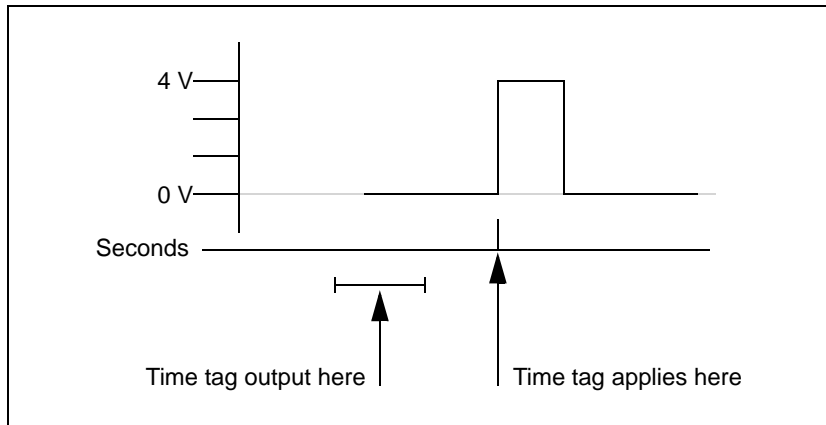 4 V
0 V
Seconds
Time tag output here
Time tag applies here